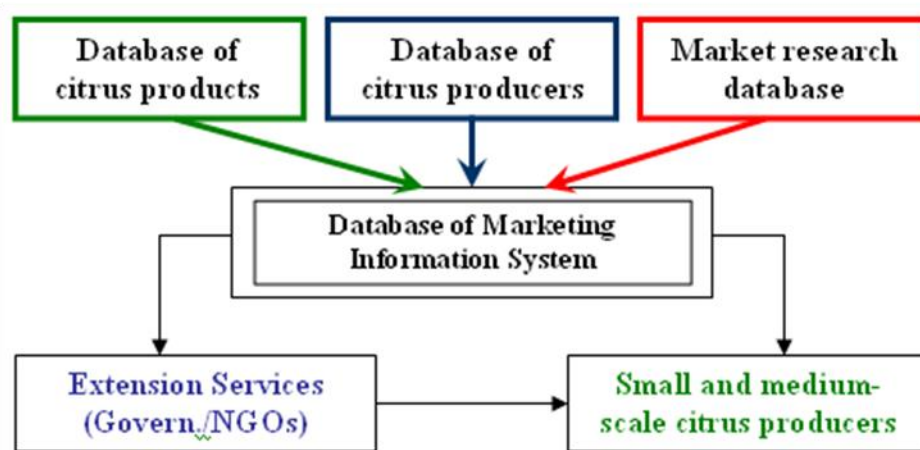 Database of
citrus products
Database of
citrus producers
Market research
database
Database of Marketing
Information System
Extension Services
(Govern./NGOs)
Small and medium-
scale citrus producers